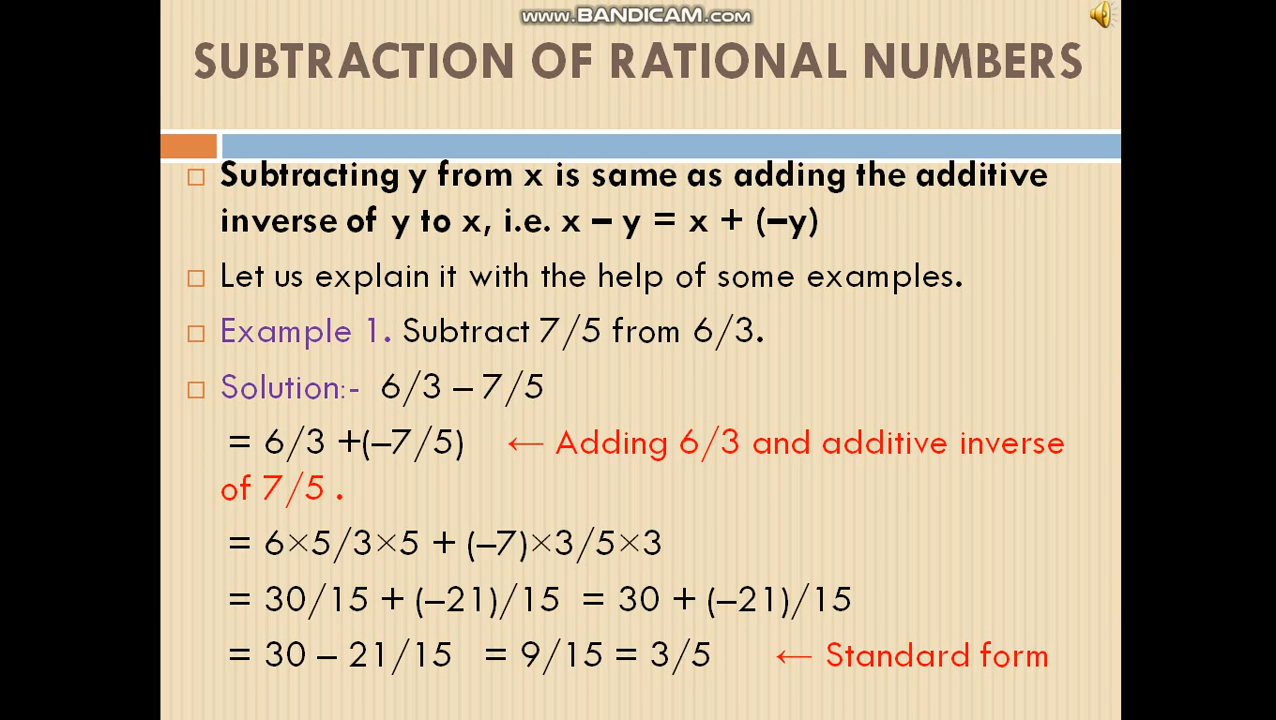 www.BANDICAM.com
SUBTRACTION OF RATIONAL NUMBERS
Subtracting y from x is same as adding the additive
inverse of y to x, i.e. x – y = x + (–y)
Let us explain it with the help of some examples.
Example 1. Subtract 7/5 from 6/3.
Solution:- 6/3 – 7/5
= 6/3 +(–7/5) ← Adding 6/3 and additive inverse
of 7/5 .
= 6×5/3×5 + (–7)×3/5×3
= 30/15 + (–21)/15 = 30 + (–21)/15
= 30 – 21/15 = 9/15 = 3/5 ← Standard form